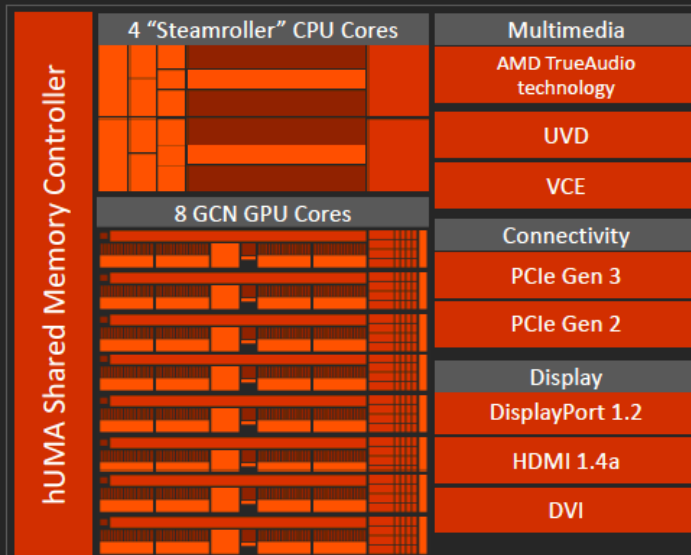 hUMA Shared Memory Controller
4 “Steamroller” CPU Cores
8 GCN GPU Cores
Multimedia
AMD TrueAudio
technology
UVD
VCE
Connectivity
PCIe Gen 3
PCIe Gen 2
Display
DisplayPort 1.2
HDMI 1.4a
DVI